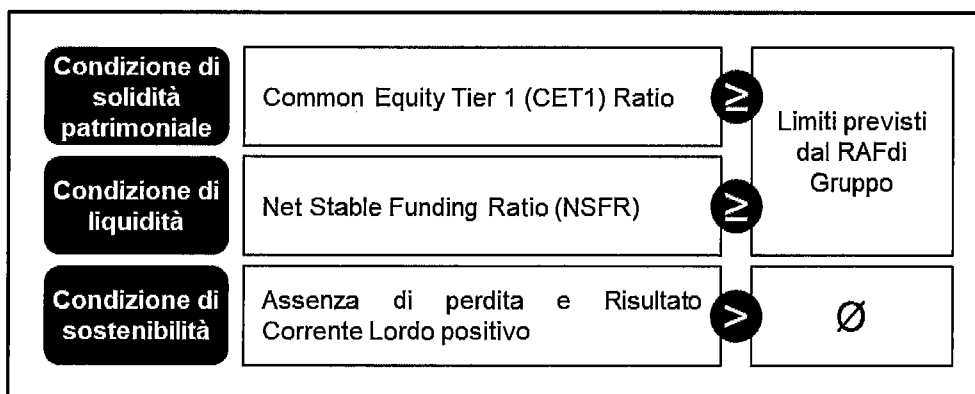 Condizione di
solidità
patrimoniale
Common Equity Tier 1 (CET1) Ratio
≥
Limiti previsti
dal RAFdi
Gruppo
Condizione di
liquidità
Net Stable Funding Ratio (NSFR)
≥
Condizione di
sostenibilità
Assenza di perdita e Risultato
Corrente Lordo positivo
>
Ø